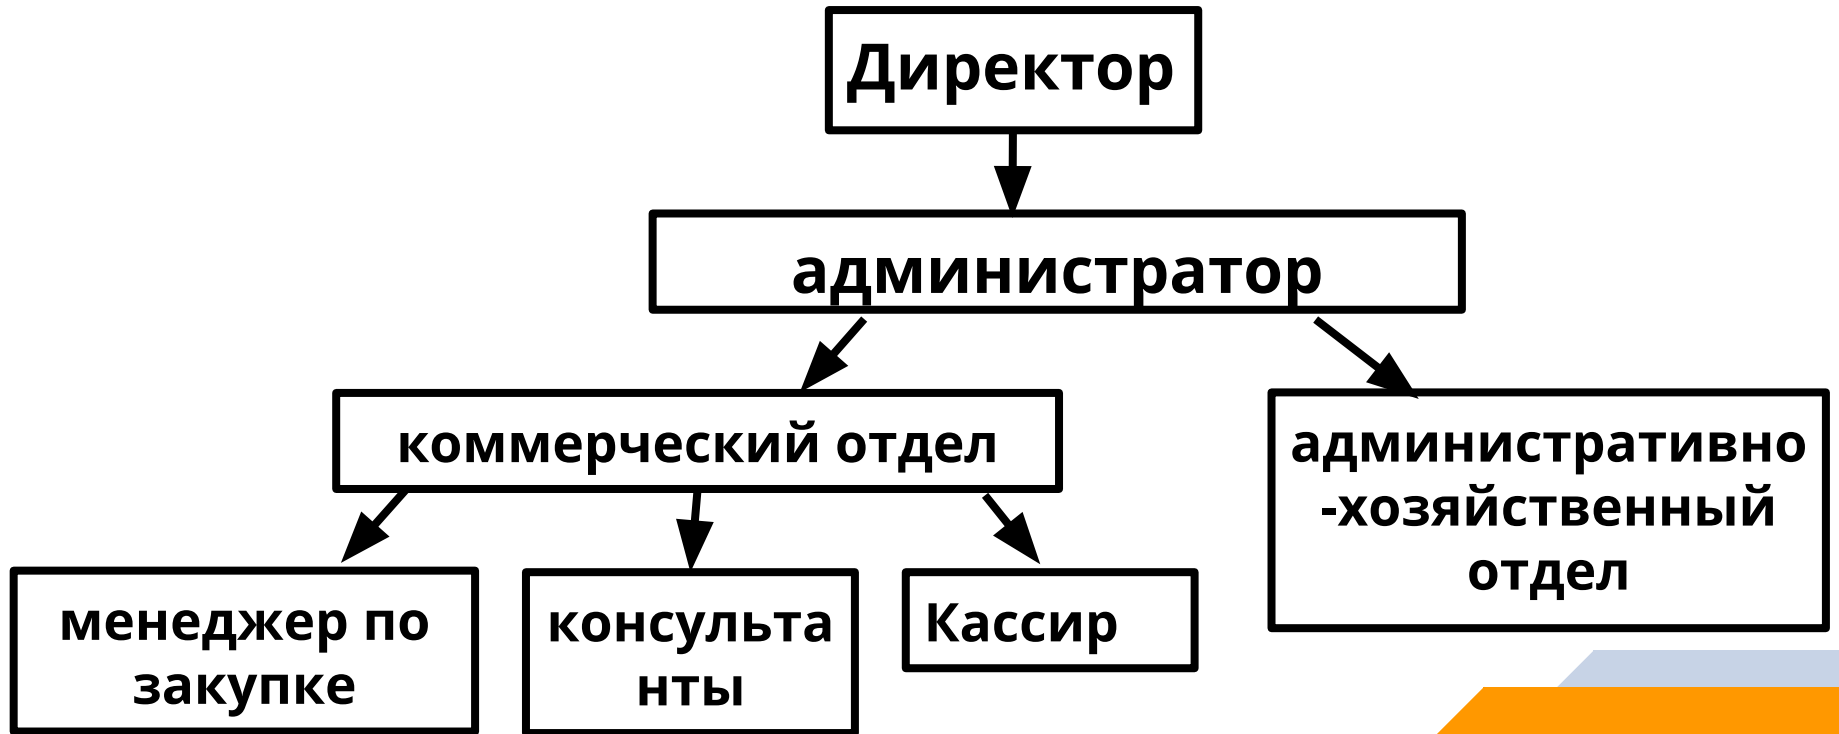 Директор
администратор
коммерческий отдел
административно
-хозяйственный
отдел
менеджер по
закупке
консульта
нты
Кассир